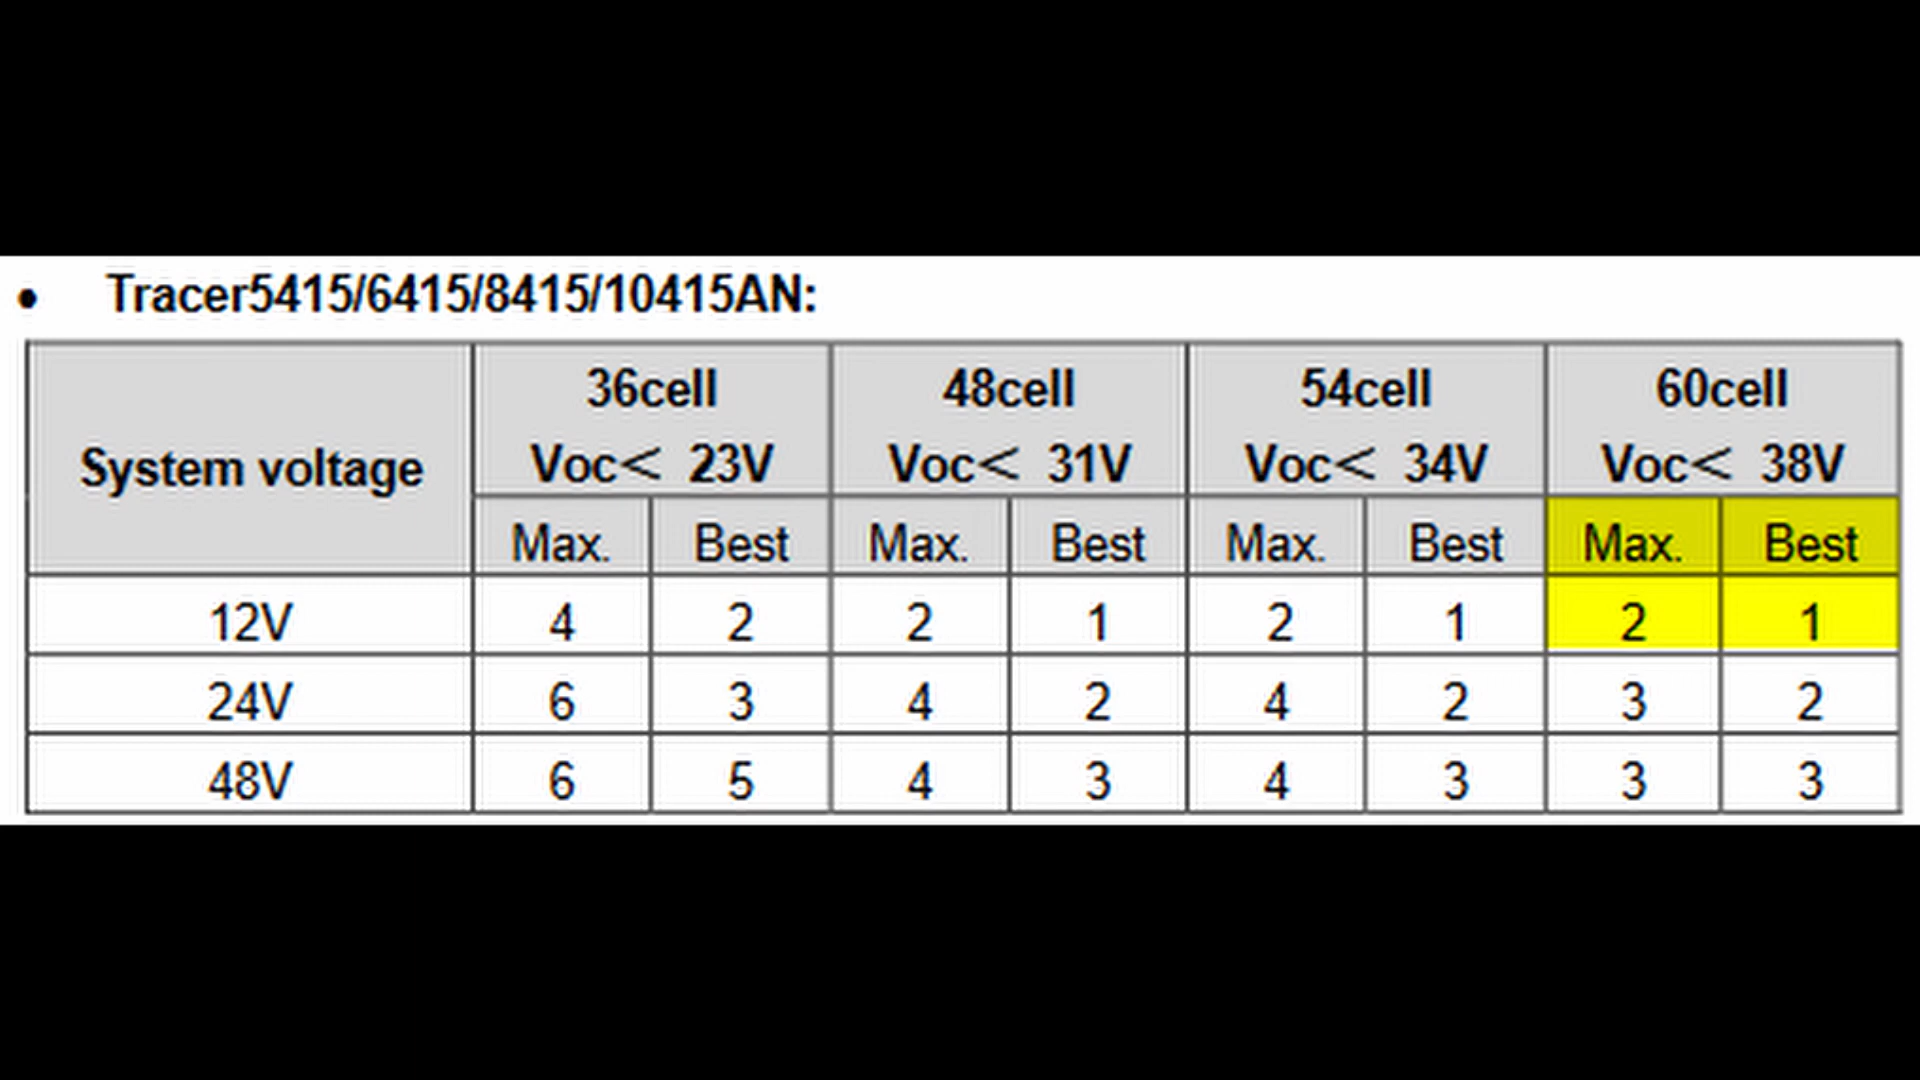 • Tracer5415/6415/8415/10415AN:
System voltage 36cell Voc< 23V 48cell Voc< 31V 54cell Voc< 34V 60cell Voc< 38V
Max. Best Max. Best Max. Best Max. Best
12V 4 2 2 1 2 1 2 1
24V 6 3 4 2 4 2 3 2
48V 6 5 4 3 4 3 3 3